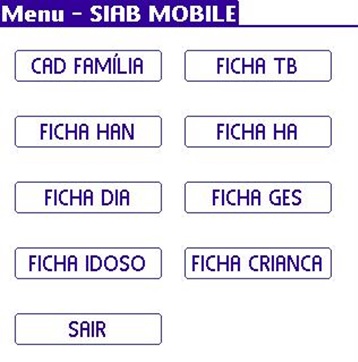 Menu - SIAB MOBILE
CAD FAMÍLIA
FICHA TB
FICHA HAN
FICHA HA
FICHA DIA
FICHA GES
FICHA IDOSO
FICHA CRIANCA
SAIR